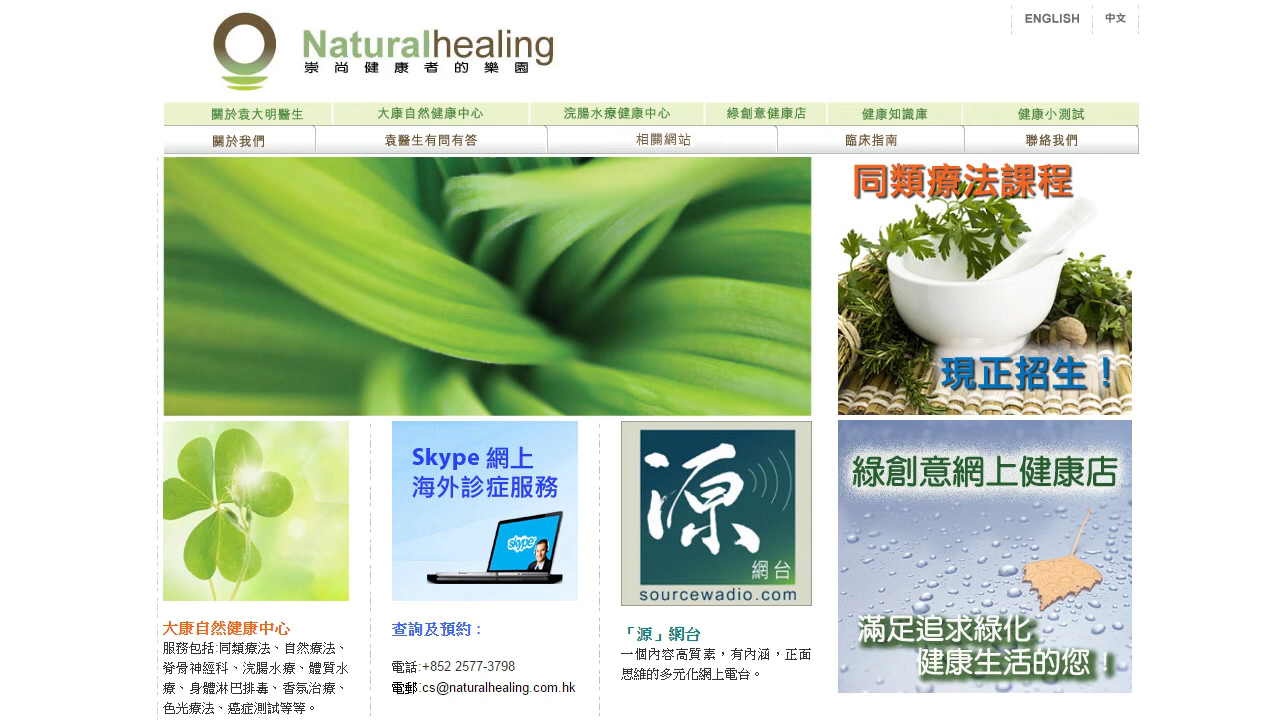 ENGLISH
中文
Naturalhealing
崇尚健康者的樂園
關於袁大明醫生
大康自然健康中心
浣腸水療健康中心
綠創意健康店
健康知識庫
健康小測試
關於我們
袁醫生有問有答
相關網站
臨床指南
聯絡我們
同類療法課程
現正招生！
Skype 網上
海外診症服務
skype
源
網台
sourcewadio.com
綠創意網上健康店
滿足追求綠化
健康生活的您！
大康自然健康中心
服務包括:同類療法、自然療法、
脊骨神經科、浣腸水療、體質水
療、身體淋巴排毒、香氛治療、
色光療法、癌症測試等等。
查詢及預約：
電話:+852 2577-3798
電郵:cs@naturalhealing.com.hk
「源」網台
一個內容高質素，有內涵，正面
思維的多元化網上電台。